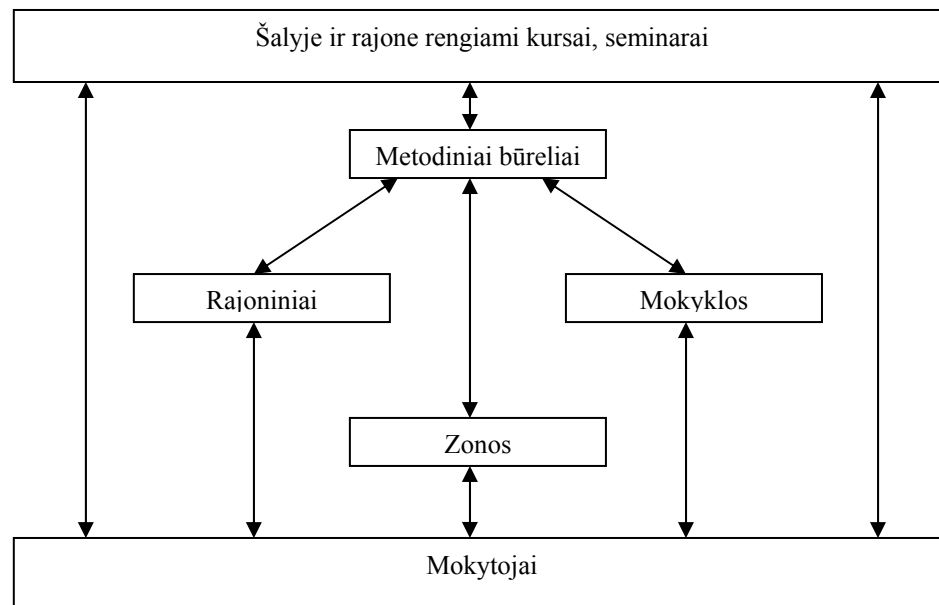 Šalyje ir rajone rengiami kursai, seminarai
Metodiniai būreliai
Rajoniniai
Mokyklos
Zonos
Mokytojai